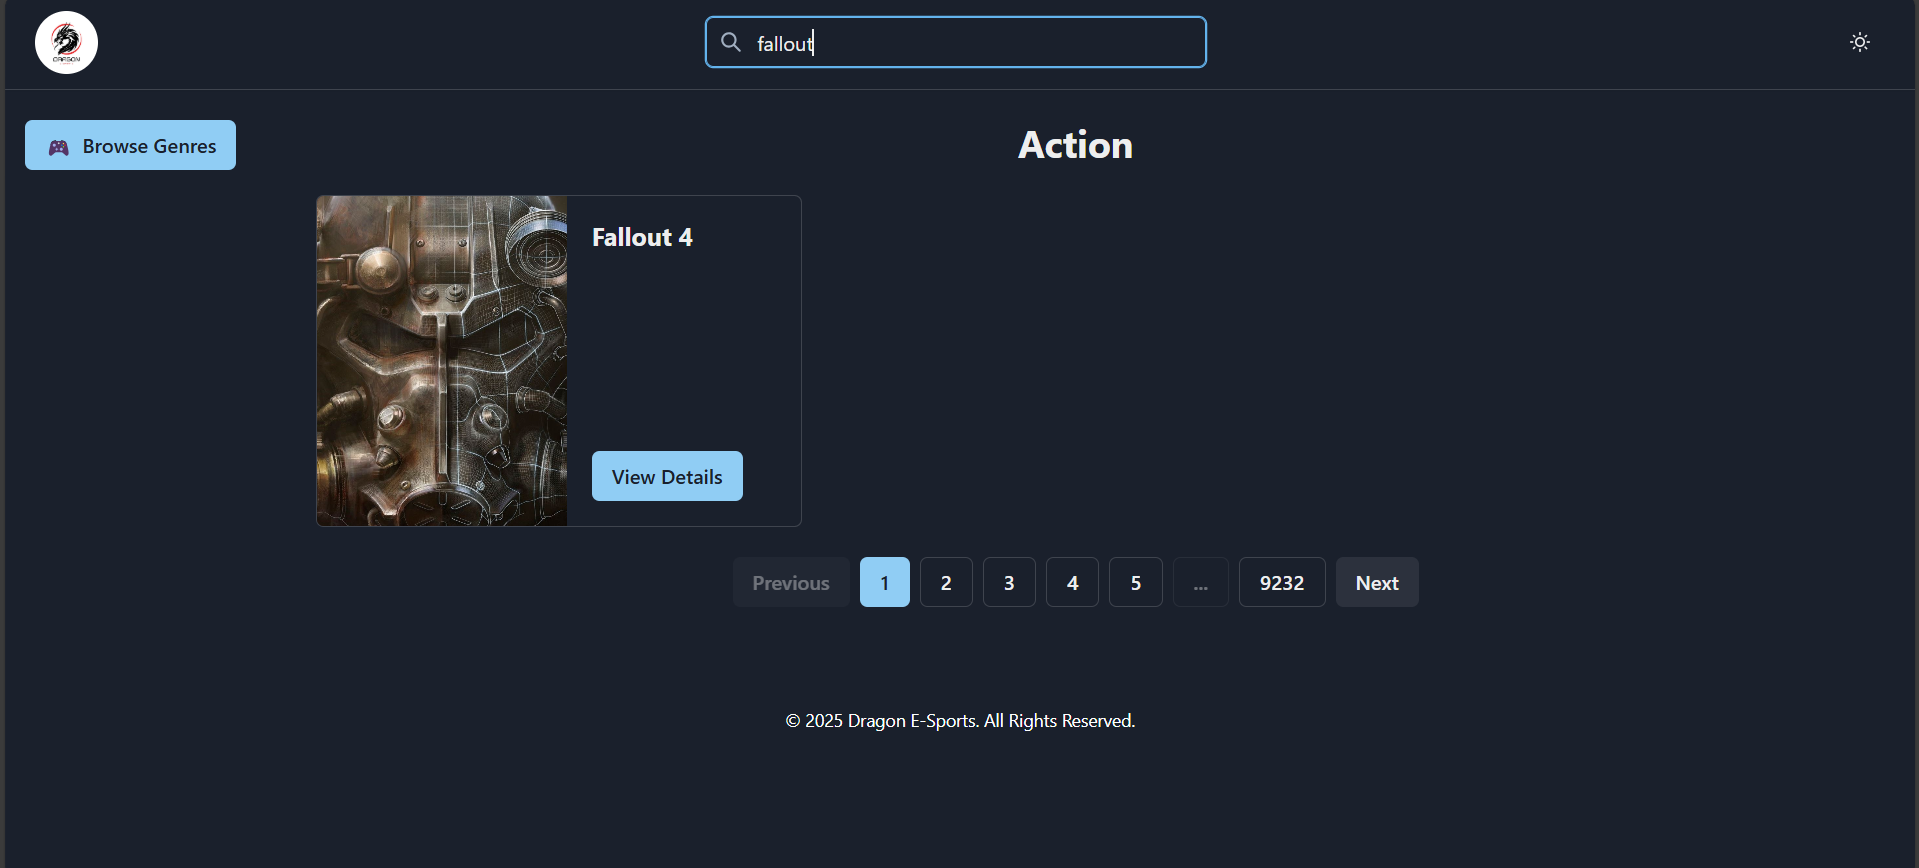 DRAGON
fallout
Browse Genres
Action
Fallout 4
View Details
Previous 1 2 3 4 5 ... 9232 Next
© 2025 Dragon E-Sports. All Rights Reserved.